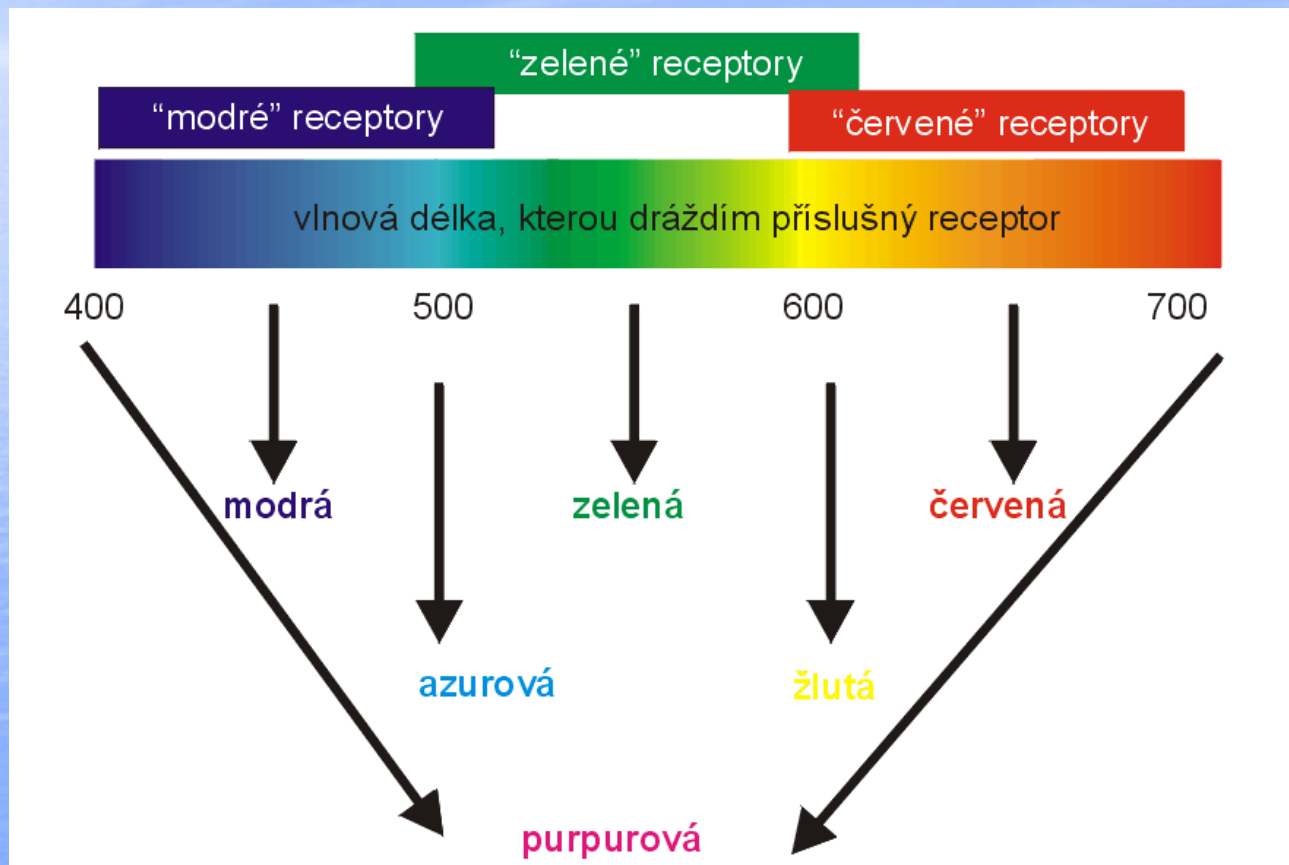 “zelené” receptory
“modré” receptory
“červené” receptory
vlnová délka, kterou dráždím příslušný receptor
400 500 600 700
modrá zelená červená
azurová žlutá
purpurová